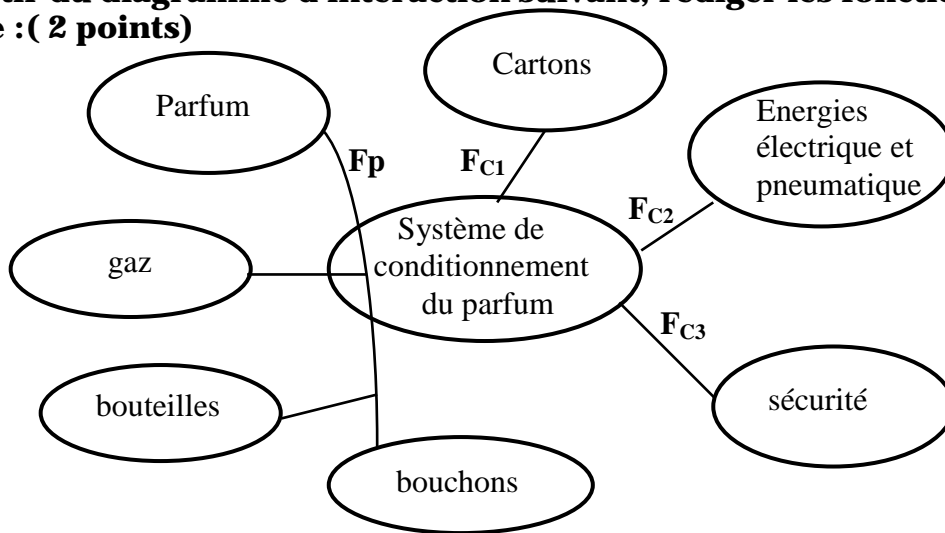 du diagramme d'interaction suivant, rédiger les
:( 2 points)
Cartons
Parfum
Energies
électrique et
pneumatique
Fp
FC1
FC2
Système de
conditionnement
du parfum
gaz
FC3
bouteilles
sécurité
bouchons